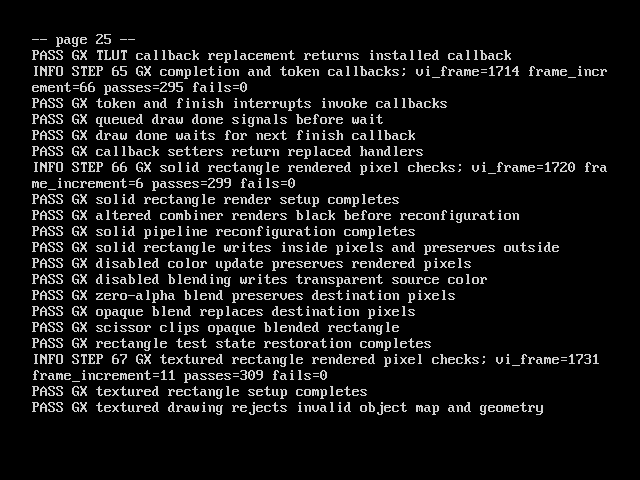 -- page 25 --
PASS GX TLUT callback replacement returns installed callback
INFO STEP 65 GX completion and token callbacks; vi_frame=1714 frame_incr
ement=66 passes=295 fails=0
PASS GX token and finish interrupts invoke callbacks
PASS GX queued draw done signals before wait
PASS GX draw done waits for next finish callback
PASS GX callback setters return replaced handlers
INFO STEP 66 GX solid rectangle rendered pixel checks; vi_frame=1720 fra
me_increment=6 passes=299 fails=0
PASS GX solid rectangle render setup completes
PASS GX altered combiner renders black before reconfiguration
PASS GX solid pipeline reconfiguration completes
PASS GX solid rectangle writes inside pixels and preserves outside
PASS GX disabled color update preserves rendered pixels
PASS GX disabled blending writes transparent source color
PASS GX zero-alpha blend preserves destination pixels
PASS GX opaque blend replaces destination pixels
PASS GX scissor clips opaque blended rectangle
PASS GX rectangle test state restoration completes
INFO STEP 67 GX textured rectangle rendered pixel checks; vi_frame=1731
frame_increment=11 passes=309 fails=0
PASS GX textured rectangle setup completes
PASS GX textured drawing rejects invalid object map and geometry